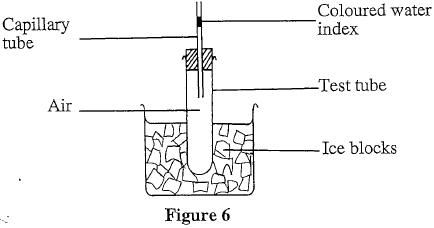 Capillary
tube
Coloured water
index
Test tube
Air
Ice blocks
Figure 6